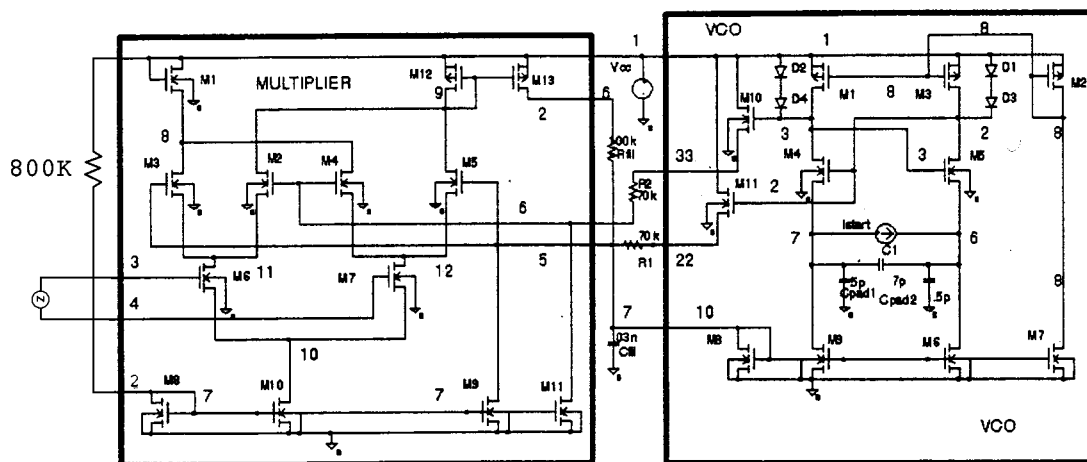 VCO
8
1
1
M1
MULTIPLIER
M12
M13
Vcc
D2
D1
M2
9
6
M10
D4
M1
8
M3
D3
2
8
3
2
8
00k
Rfil
M3
M2
M4
M5
33
M4
3
M5
800K
R2
70k
M11
2
6
7
Istart
6
70k
C1
3
11
12
5
R1
22
M6
M7
.5p
7p
.5p
8
Cpad1
Cpad2
4
7
10
10
.03n
Cfil
M8
M9
M6
M7
2
M8
7
M10
7
M9
M11
VCO